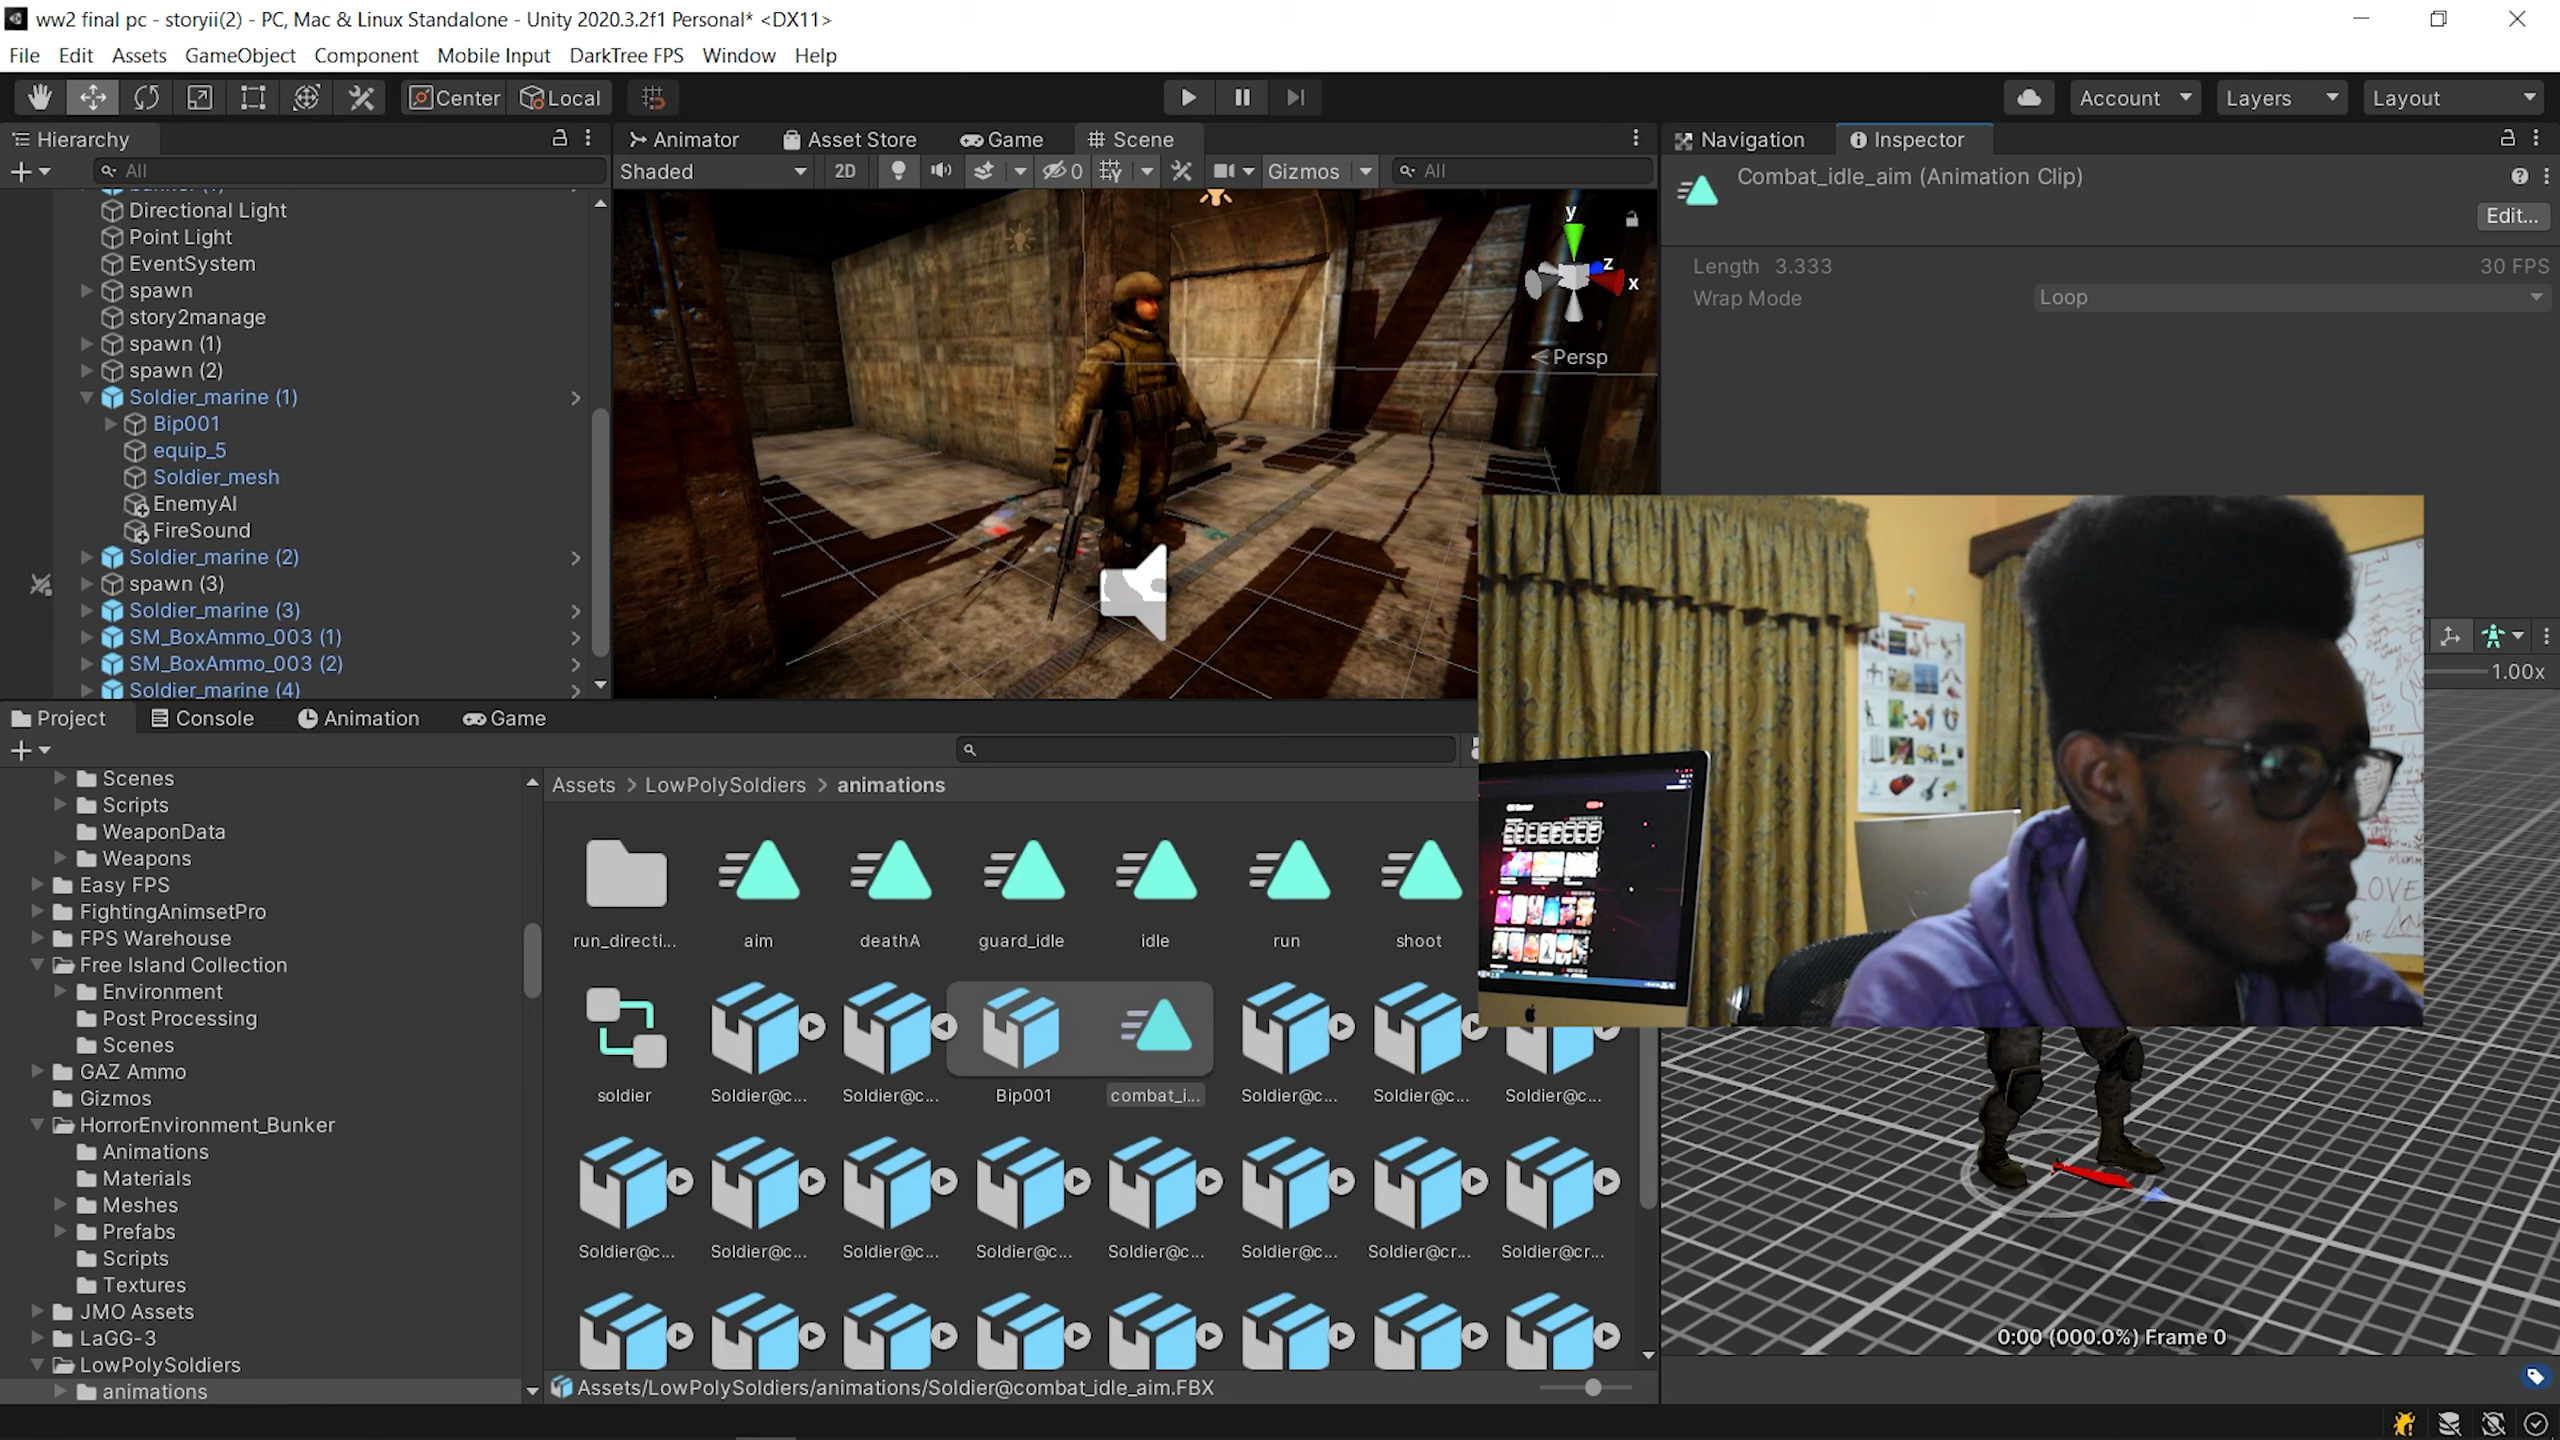 ww2 final pc - storyii(2) - PC, Mac & Linux Standalone - Unity 2020.3.2f1 Personal* <DX11>
File Edit Assets GameObject Component Mobile Input DarkTree FPS Window Help
Center Local
Account Layers Layout
Hierarchy
All
Directional Light
Point Light
EventSystem
spawn
story2manage
spawn (1)
spawn (2)
Soldier_marine (1)
Bip001
equip_5
Soldier_mesh
EnemyAI
FireSound
Soldier_marine (2)
spawn (3)
Soldier_marine (3)
SM_BoxAmmo_003 (1)
SM_BoxAmmo_003 (2)
Soldier_marine (4)
Animator Asset Store Game Scene
Shaded 2D 0 Gizmos All
y
z
x
Persp
Navigation Inspector
Combat_idle_aim (Animation Clip)
Edit...
Length 3.333 30 FPS
Wrap Mode Loop
1.00x
0:00 (000.0%) Frame 0
Project Console Animation Game
Scenes
Scripts
WeaponData
Weapons
Easy FPS
FightingAnimsetPro
FPS Warehouse
Free Island Collection
Environment
Post Processing
Scenes
GAZ Ammo
Gizmos
HorrorEnvironment_Bunker
Animations
Materials
Meshes
Prefabs
Scripts
Textures
JMO Assets
LaGG-3
LowPolySoldiers
animations
Assets > LowPolySoldiers > animations
run_directi... aim deathA guard_idle idle run shoot
soldier Soldier@c... Soldier@c... Bip001 combat_i... Soldier@c... Soldier@c... Soldier@c...
Soldier@c... Soldier@c... Soldier@c... Soldier@c... Soldier@c... Soldier@c... Soldier@cr... Soldier@cr...
Assets/LowPolySoldiers/animations/Soldier@combat_idle_aim.FBX
LOVE